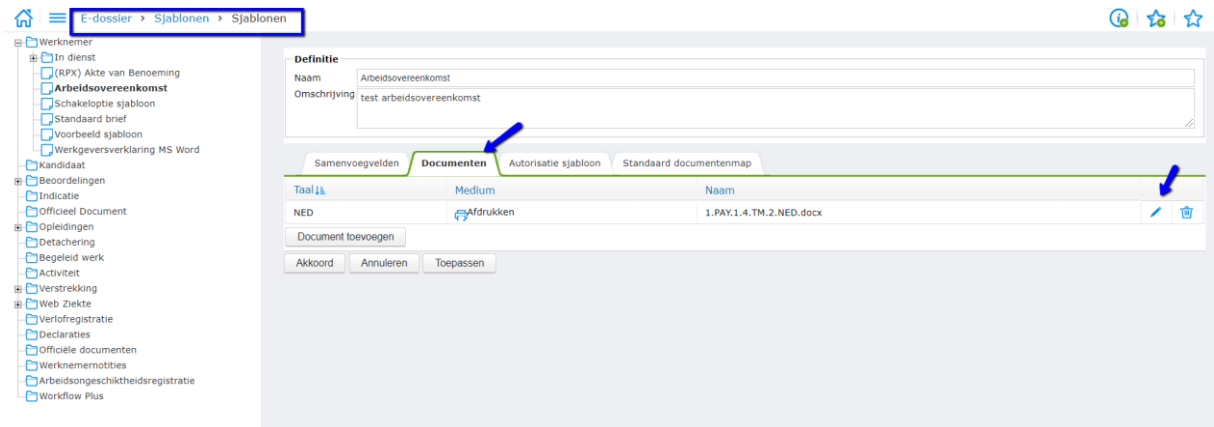 E-dossier > Sjablonen > Sjablonen
Werknemer
In dienst
(RPX) Akte van Benoeming
Arbeidsovereenkomst
Schakeloptie sjabloon
Standaard brief
Voorbeeld sjabloon
Werkgeversverklaring MS Word
Kandidaat
Beoordelingen
Indicatie
Officieel Document
Opleidingen
Detachering
Begeleid werk
Activiteit
Verstrekking
Web Ziekte
Verlofregistratie
Declaraties
Officiële documenten
Werknemernotities
Arbeidsongeschiktheidsregistratie
Workflow Plus
Definitie
Naam Arbeidsovereenkomst
Omschrijving test arbeidsovereenkomst
Samenvoegvelden Documenten Autorisatie sjabloon Standaard documentenmap
Taal Medium Naam
NED Afdrukken 1.PAY.1.4.TM.2.NED.docx
Document toevoegen
Akkoord Annuleren Toepassen